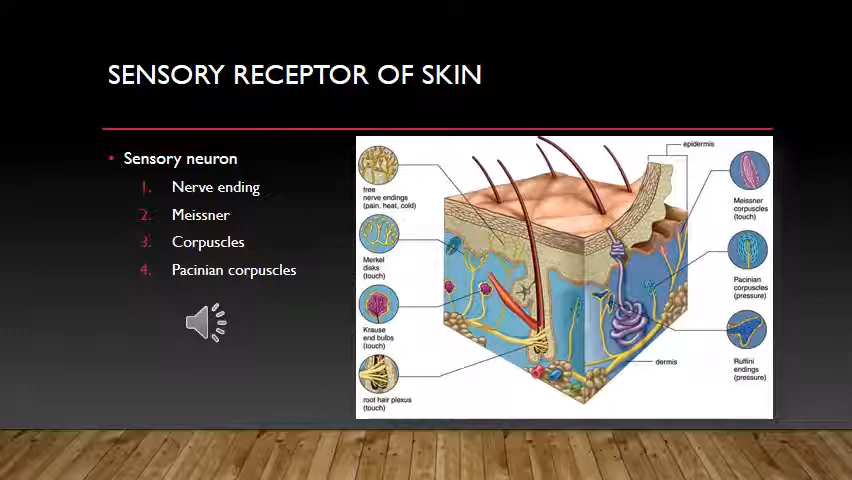 SENSORY RECEPTOR OF SKIN
• Sensory neuron
1. Nerve ending
2. Meissner
3. Corpuscles
4. Pacinian corpuscles
epidermis
free
nerve endings
(pain, heat, cold)
Merkel
disks
(touch)
Krause
end bulbs
(touch)
root hair plexus
(touch)
Meissner
corpuscles
(touch)
Pacinian
corpuscles
(pressure)
Ruffini
endings
(pressure)
dermis